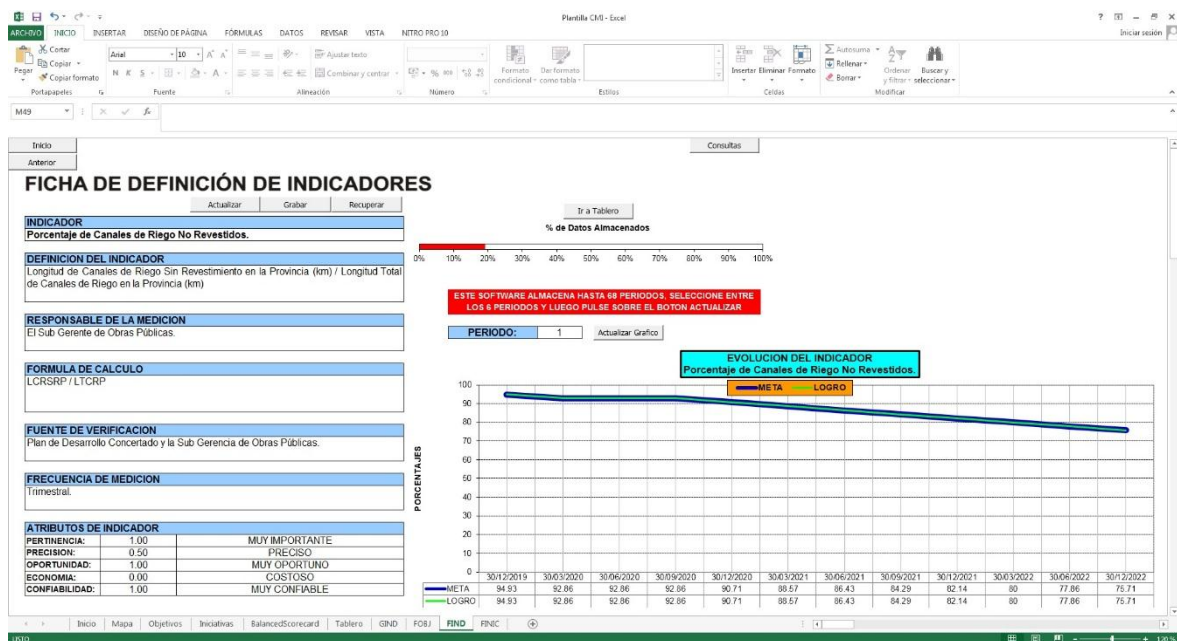 Plantilla CMI - Excel
ARCHIVO INICIO INSERTAR DISEÑO DE PÁGINA FÓRMULAS DATOS REVISAR VISTA NITRO PRO 10
Iniciar sesión
Cortar
Copiar
Copiar formato
Pegar
Portapapeles
Arial 10
N K S
Fuente
Ajustar texto
Combinar y centrar
Alineación
% 000
Número
Formato condicional
Dar formato como tabla
Estilos
Insertar Eliminar Formato
Celdas
Autosuma
Rellenar
Borrar
Ordenar y filtrar
Buscar y seleccionar
Modificar
M49
fx
Inicio
Anterior
Consultas
FICHA DE DEFINICIÓN DE INDICADORES
Actualizar Grabar Recuperar
INDICADOR
Porcentaje de Canales de Riego No Revestidos.
DEFINICION DEL INDICADOR
Longitud de Canales de Riego Sin Revestimiento en la Provincia (km) / Longitud Total
de Canales de Riego en la Provincia (km)
RESPONSABLE DE LA MEDICION
El Sub Gerente de Obras Públicas.
FORMULA DE CALCULO
LCRSRP / LTCRP
FUENTE DE VERIFICACION
Plan de Desarrollo Concertado y la Sub Gerencia de Obras Públicas.
FRECUENCIA DE MEDICION
Trimestral.
ATRIBUTOS DE INDICADOR
PERTINENCIA: 1.00 MUY IMPORTANTE
PRECISION: 0.50 PRECISO
OPORTUNIDAD: 1.00 MUY OPORTUNO
ECONOMIA: 0.00 COSTOSO
CONFIABILIDAD: 1.00 MUY CONFIABLE
Ir a Tablero
% de Datos Almacenados
0% 10% 20% 30% 40% 50% 60% 70% 80% 90% 100%
ESTE SOFTWARE ALMACENA HASTA 68 PERIODOS, SELECCIONE ENTRE
LOS 6 PERIODOS Y LUEGO PULSE SOBRE EL BOTON ACTUALIZAR
PERIODO: 1 Actualizar Grafico
EVOLUCION DEL INDICADOR
Porcentaje de Canales de Riego No Revestidos.
META LOGRO
PORCENTAJES
100
90
80
70
60
50
40
30
20
10
0
30/12/2019 30/03/2020 30/06/2020 30/09/2020 30/12/2020 30/03/2021 30/06/2021 30/09/2021 30/12/2021 30/03/2022 30/06/2022 30/12/2022
META 94.93 92.86 92.86 92.86 90.71 88.57 86.43 84.29 82.14 80 77.86 75.71
LOGRO 94.93 92.86 92.86 92.86 90.71 88.57 86.43 84.29 82.14 80 77.86 75.71
Inicio Mapa Objetivos Iniciativas BalancedScorecard Tablero GIND FOBJ FIND FINIC
LISTO
120 %